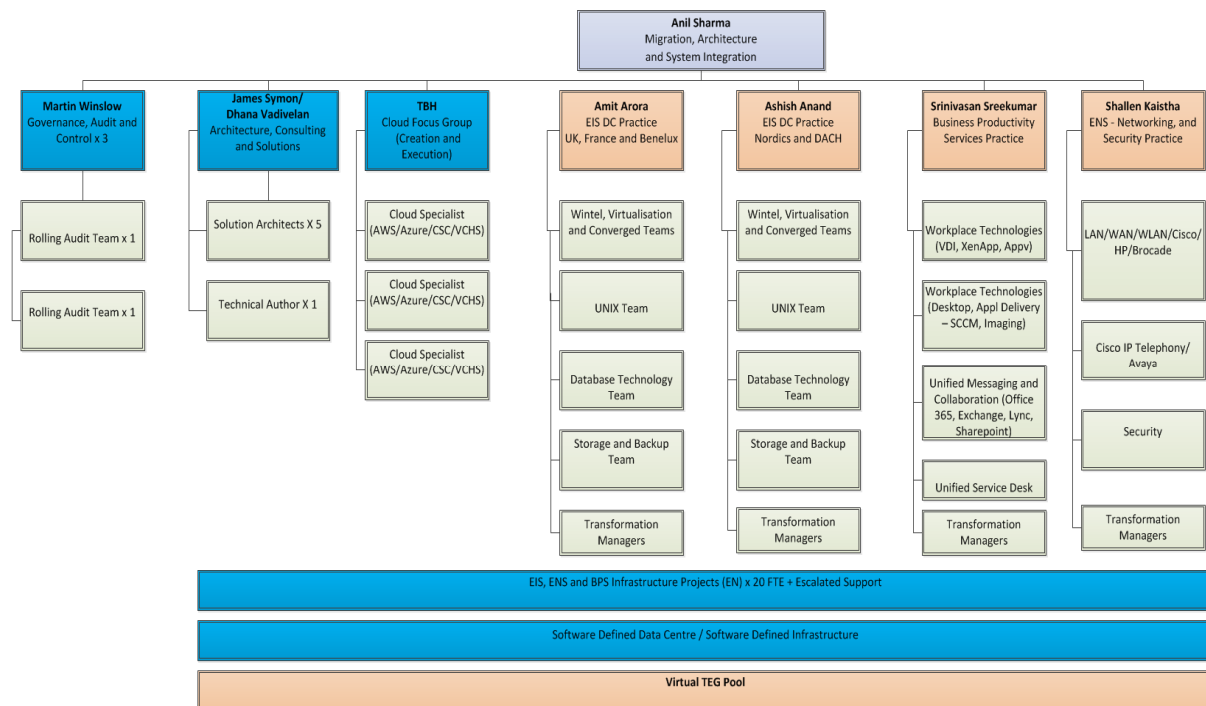 Anil Sharma
Migration, Architecture
and System Integration
Martin Winslow
Governance, Audit and
Control x 3
James Symon/
Dhana Vadivelan
Architecture, Consulting
and Solutions
TBH
Cloud Focus Group
(Creation and
Execution)
Amit Arora
EIS DC Practice
UK, France and Benelux
Ashish Anand
EIS DC Practice
Nordics and DACH
Srinivasan Sreekumar
Business Productivity
Services Practice
Shallen Kaistha
ENS - Networking, and
Security Practice
Rolling Audit Team x 1
Rolling Audit Team x 1
Solution Architects X 5
Technical Author X 1
Cloud Specialist
(AWS/Azure/CSC/VCHS)
Cloud Specialist
(AWS/Azure/CSC/VCHS)
Cloud Specialist
(AWS/Azure/CSC/VCHS)
Wintel, Virtualisation
and Converged Teams
UNIX Team
Database Technology
Team
Storage and Backup
Team
Transformation
Managers
Wintel, Virtualisation
and Converged Teams
UNIX Team
Database Technology
Team
Storage and Backup
Team
Transformation
Managers
Workplace Technologies
(VDI, XenApp, Appv)
Workplace Technologies
(Desktop, Appl Delivery
– SCCM, Imaging)
Unified Messaging and
Collaboration (Office
365, Exchange, Lync,
Sharepoint)
Unified Service Desk
Transformation
Managers
LAN/WAN/WLAN/Cisco/
HP/Brocade
Cisco IP Telephony/
Avaya
Security
Transformation
Managers
EIS, ENS and BPS Infrastructure Projects (EN) x 20 FTE + Escalated Support
Software Defined Data Centre / Software Defined Infrastructure
Virtual TEG Pool